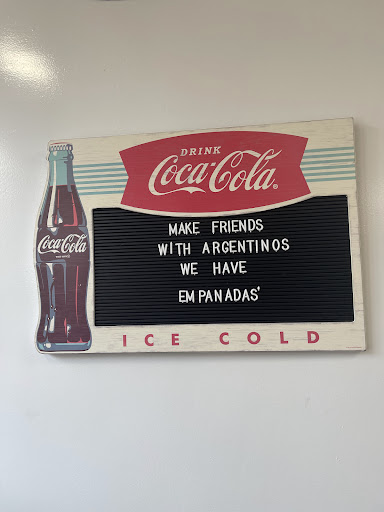 DRINK
Coca-Cola®
Coca-Cola
MAKE FRIENDS
WITH ARGENTINOS
WE HAVE
EMPANADAS'
ICE COLD